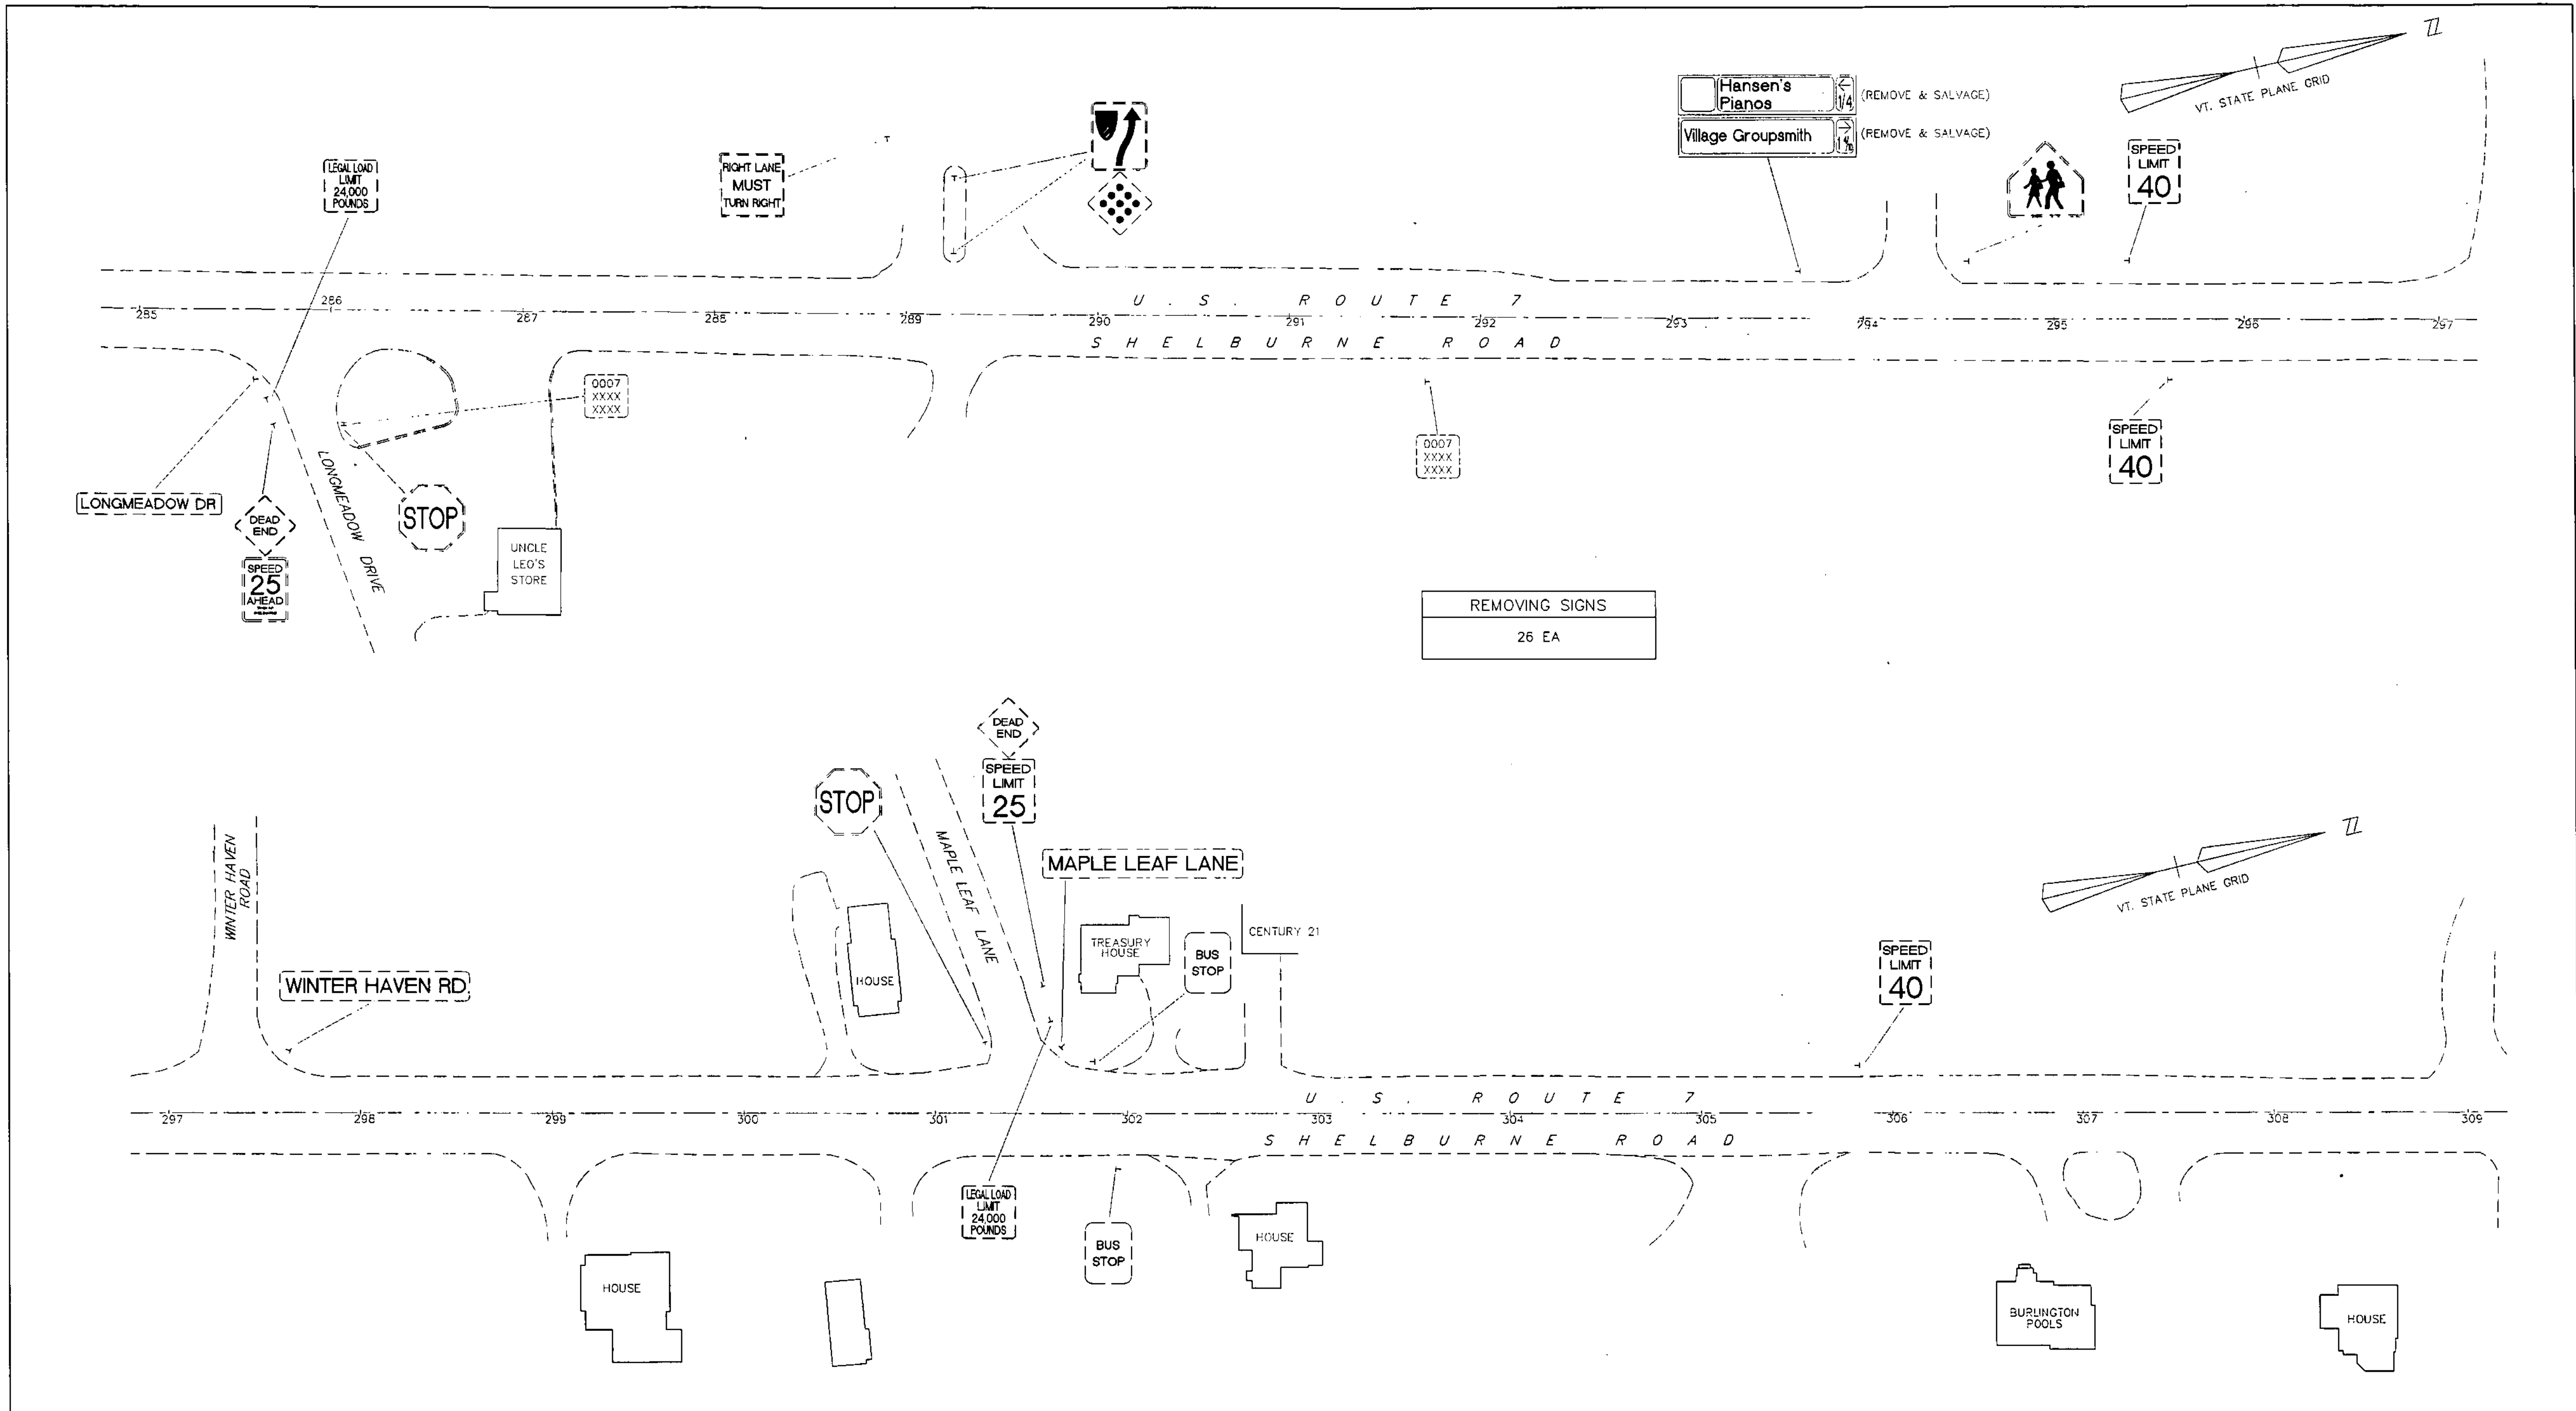 Hansen's
Pianos
←
1/4
(REMOVE & SALVAGE)
Village Groupsmith
→
(REMOVE & SALVAGE)
VT. STATE PLANE GRID
LEGAL LOAD
LIMIT
24,000
POUNDS
RIGHT LANE
MUST
TURN RIGHT
SPEED
LIMIT
40
U.S. ROUTE 7
285 286 287 288 289 290 291 292 293 294 295 296 297
SHELBURNE ROAD
0007
XXXX
XXXX
0007
XXXX
XXXX
SPEED
LIMIT
40
LONGMEADOW DR
DEAD
END
SPEED
25
AHEAD
LONGMEADOW DRIVE
STOP
UNCLE
LEO'S
STORE
REMOVING SIGNS
26 EA
DEAD
END
SPEED
LIMIT
25
STOP
MAPLE LEAF LANE
MAPLE LEAF LANE
WINTER HAVEN
ROAD
WINTER HAVEN RD.
HOUSE
TREASURY
HOUSE
BUS
STOP
CENTURY 21
SPEED
LIMIT
40
VT. STATE PLANE GRID
U.S. ROUTE 7
297 298 299 300 301 302 303 304 305 306 307 308 309
SHELBURNE ROAD
LEGAL LOAD
LIMIT
24,000
POUNDS
BUS
STOP
HOUSE
HOUSE
BURLINGTON
POOLS
HOUSE